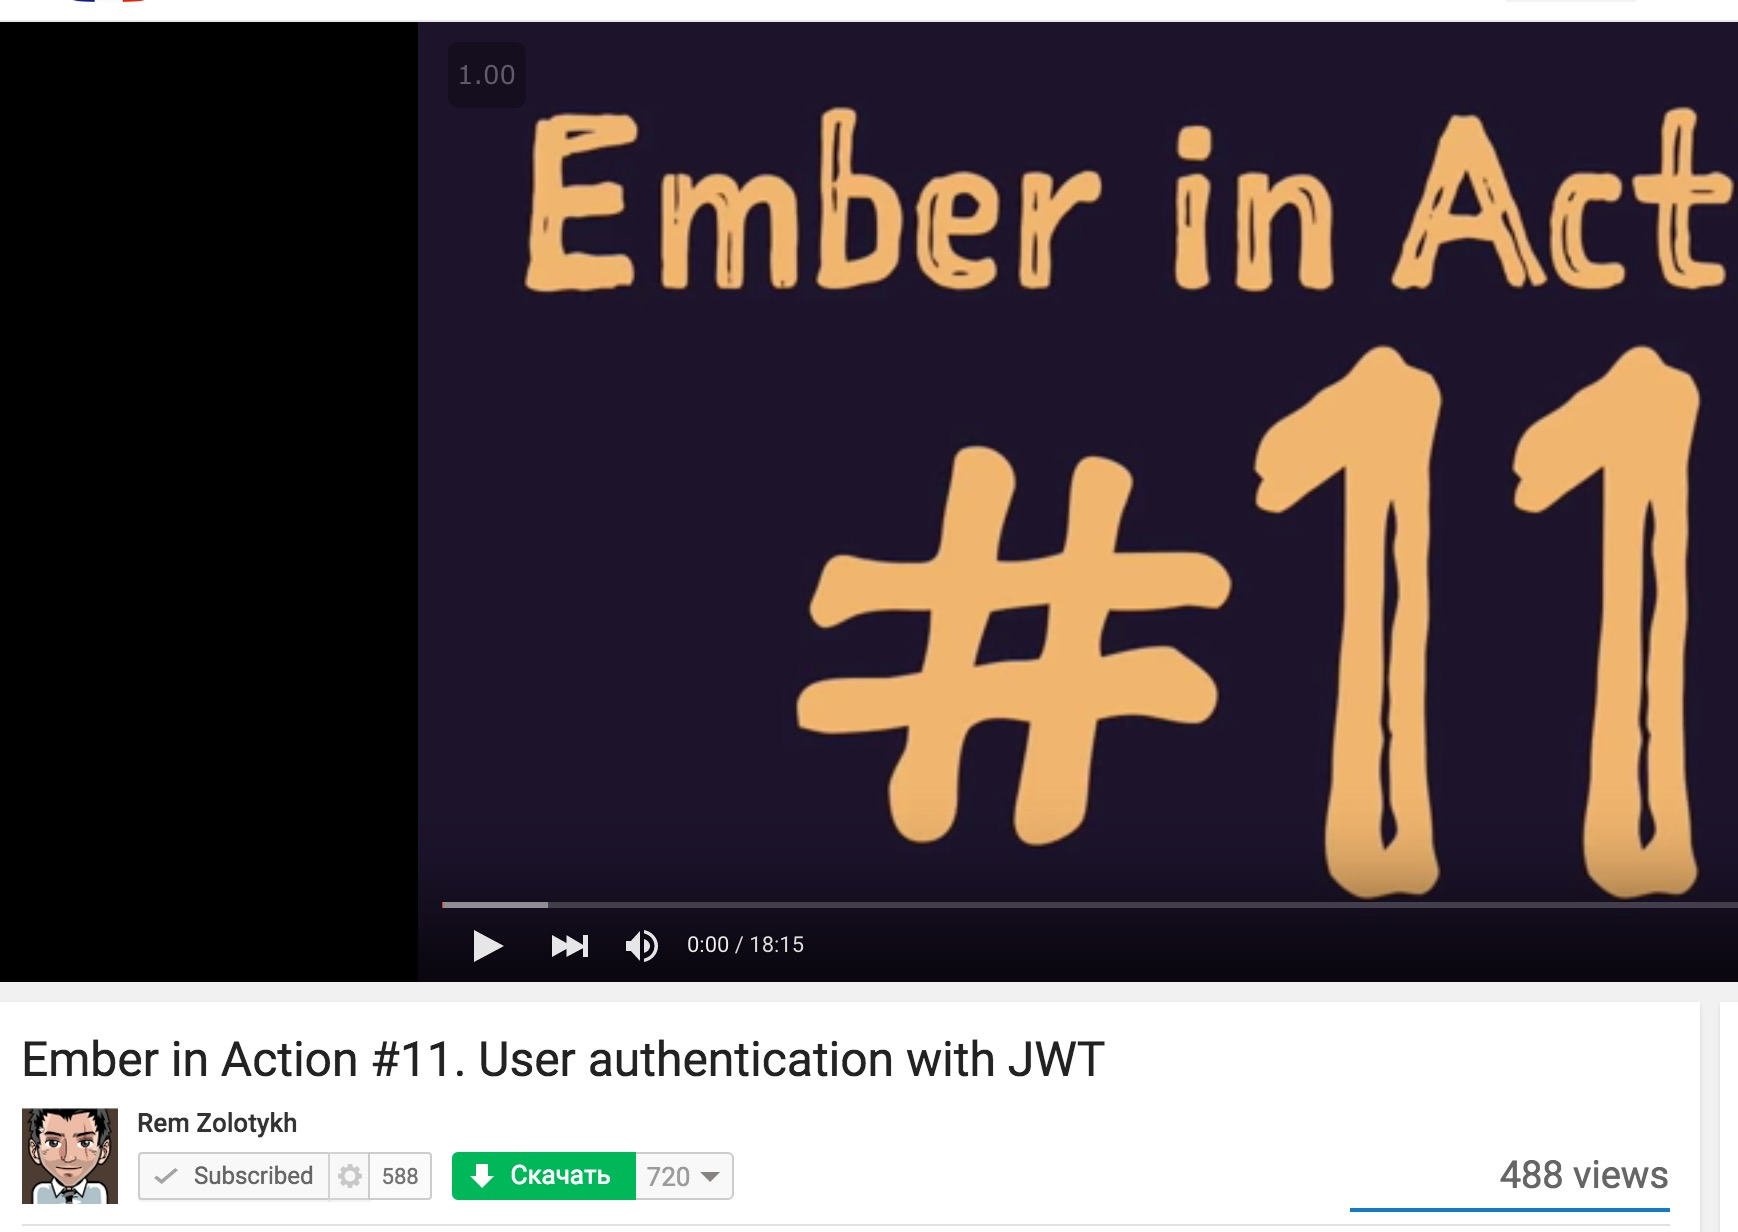 1.00
Ember in Act
#11
0:00 / 18:15
Ember in Action #11. User authentication with JWT
Rem Zolotykh
Subscribed 588 Скачать 720
488 views